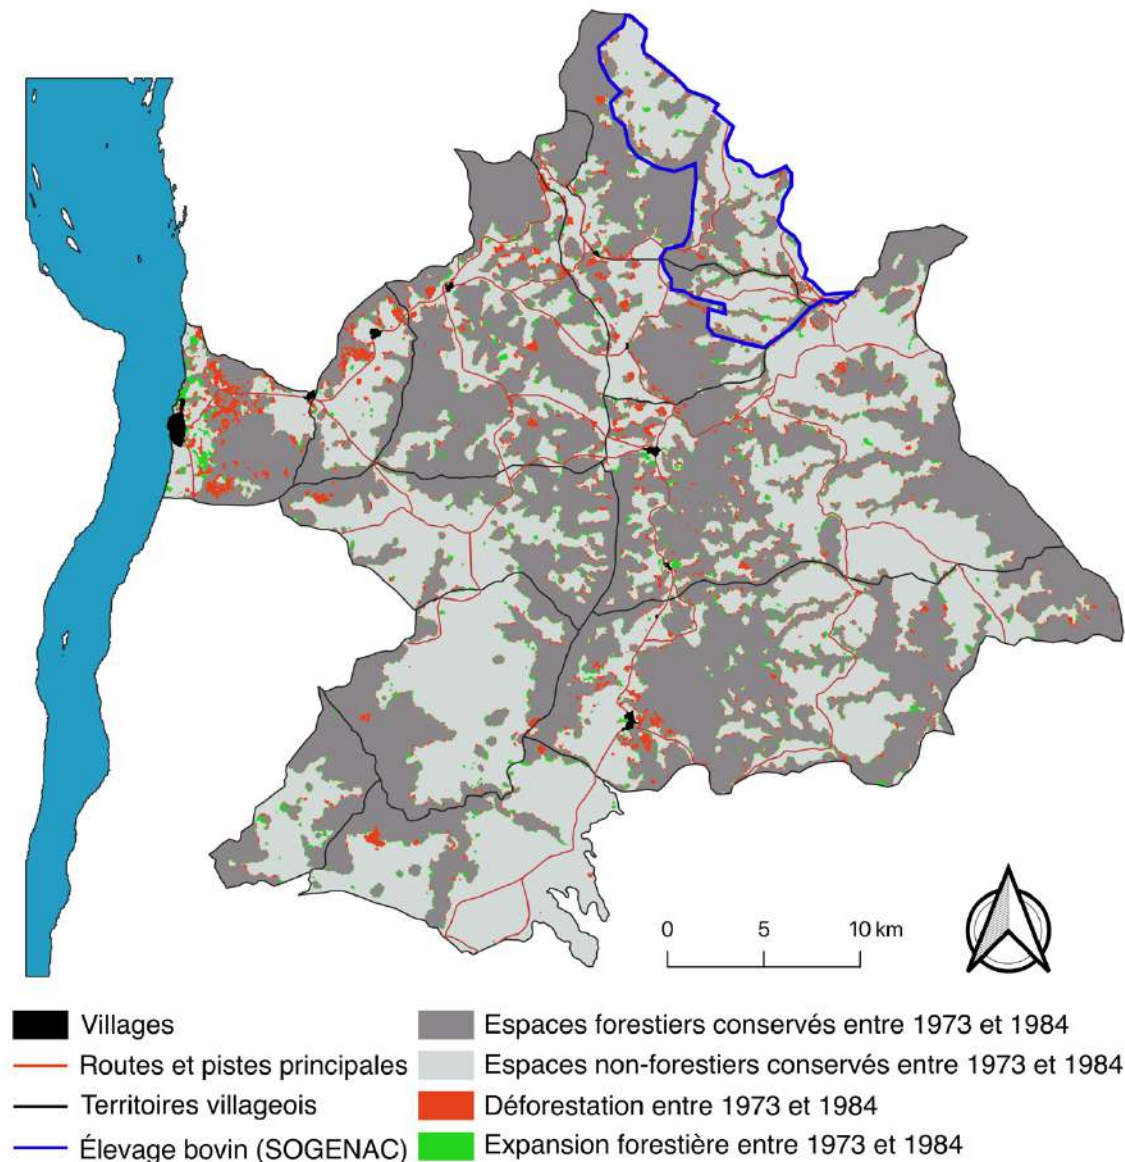 0 5 10 km
Villages
Routes et pistes principales
Territoires villageois
Élevage bovin (SOGENAC)
Espaces forestiers conservés entre 1973 et 1984
Espaces non-forestiers conservés entre 1973 et 1984
Déforestation entre 1973 et 1984
Expansion forestière entre 1973 et 1984